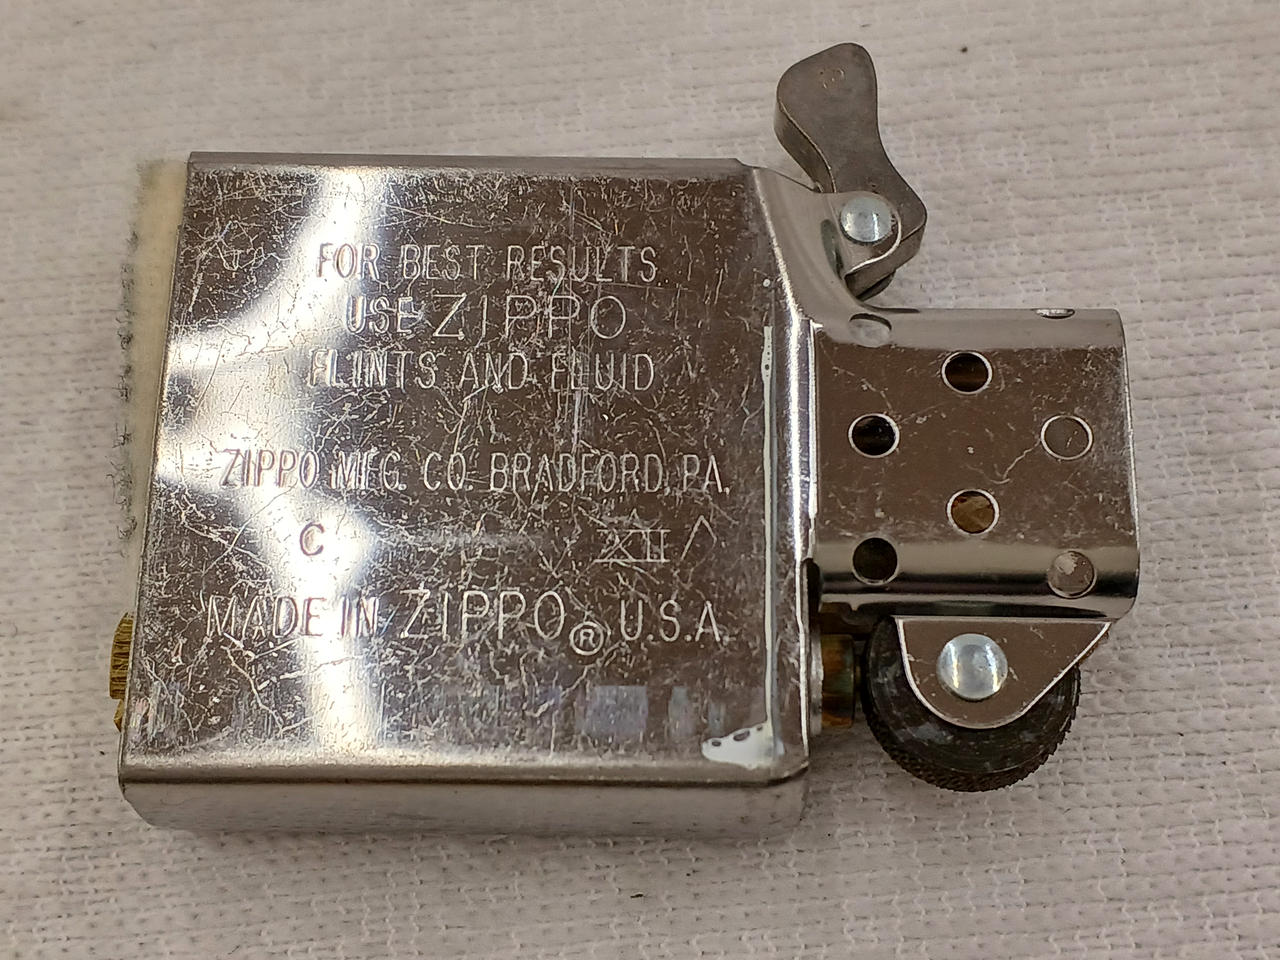 FOR BEST RESULTS
USE ZIPPO
FLINTS AND FLUID
ZIPPO MFG. CO. BRADFORD, PA.
C XII /\
MADE IN ZIPPO ® U.S.A.